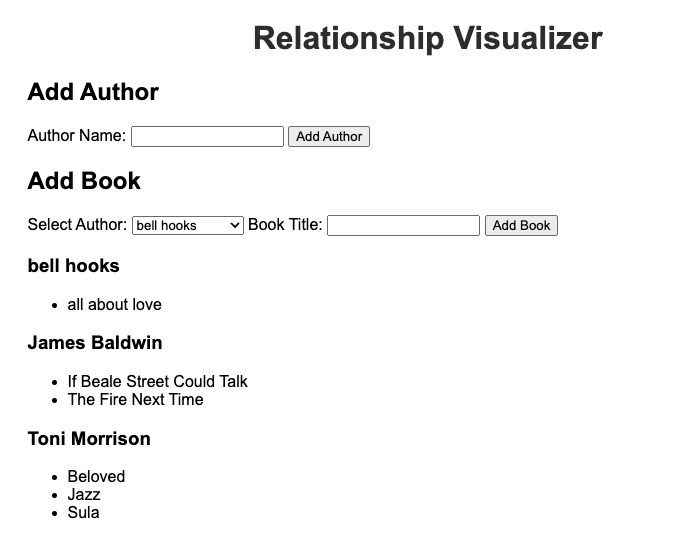 Relationship Visualizer
Add Author
Author Name: Add Author
Add Book
Select Author: bell hooks Book Title: Add Book
bell hooks
all about love
James Baldwin
If Beale Street Could Talk
The Fire Next Time
Toni Morrison
Beloved
Jazz
Sula